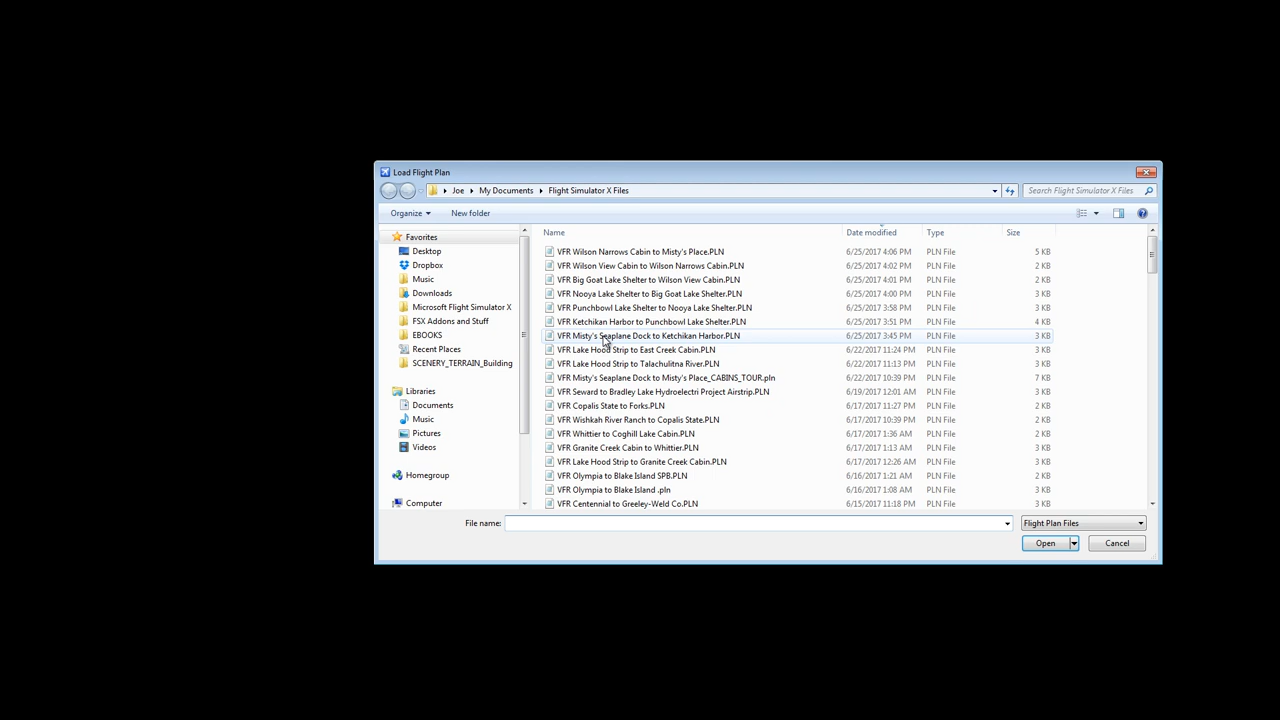 Load Flight Plan
Joe My Documents Flight Simulator X Files Search Flight Simulator X Files
Organize New folder
Favorites
Desktop
Dropbox
Music
Downloads
Microsoft Flight Simulator X
FSX Addons and Stuff
EBOOKS
Recent Places
SCENERY_TERRAIN_Building
Libraries
Documents
Music
Pictures
Videos
Homegroup
Computer
Name Date modified Type Size
VFR Wilson Narrows Cabin to Misty's Place.PLN 6/25/2017 4:06 PM PLN File 5 KB
VFR Wilson View Cabin to Wilson Narrows Cabin.PLN 6/25/2017 4:02 PM PLN File 2 KB
VFR Big Goat Lake Shelter to Wilson View Cabin.PLN 6/25/2017 4:01 PM PLN File 2 KB
VFR Nooya Lake Shelter to Big Goat Lake Shelter.PLN 6/25/2017 4:00 PM PLN File 3 KB
VFR Punchbowl Lake Shelter to Nooya Lake Shelter.PLN 6/25/2017 3:58 PM PLN File 3 KB
VFR Ketchikan Harbor to Punchbowl Lake Shelter.PLN 6/25/2017 3:51 PM PLN File 4 KB
VFR Misty's Seaplane Dock to Ketchikan Harbor.PLN 6/25/2017 3:45 PM PLN File 3 KB
VFR Lake Hood Strip to East Creek Cabin.PLN 6/22/2017 11:24 PM PLN File 3 KB
VFR Lake Hood Strip to Talachulitna River.PLN 6/22/2017 11:13 PM PLN File 3 KB
VFR Misty's Seaplane Dock to Misty's Place_CABINS_TOUR.pln 6/22/2017 10:39 PM PLN File 7 KB
VFR Seward to Bradley Lake Hydroelectri Project Airstrip.PLN 6/19/2017 12:01 AM PLN File 3 KB
VFR Copalis State to Forks.PLN 6/17/2017 11:27 PM PLN File 2 KB
VFR Wishkah River Ranch to Copalis State.PLN 6/17/2017 10:39 PM PLN File 3 KB
VFR Whittier to Coghill Lake Cabin.PLN 6/17/2017 1:36 AM PLN File 2 KB
VFR Granite Creek Cabin to Whittier.PLN 6/17/2017 1:13 AM PLN File 3 KB
VFR Lake Hood Strip to Granite Creek Cabin.PLN 6/17/2017 12:26 AM PLN File 3 KB
VFR Olympia to Blake Island SPB.PLN 6/16/2017 1:21 AM PLN File 2 KB
VFR Olympia to Blake Island .pln 6/16/2017 1:08 AM PLN File 3 KB
VFR Centennial to Greeley-Weld Co.PLN 6/15/2017 11:18 PM PLN File 3 KB
File name: Flight Plan Files
Open Cancel